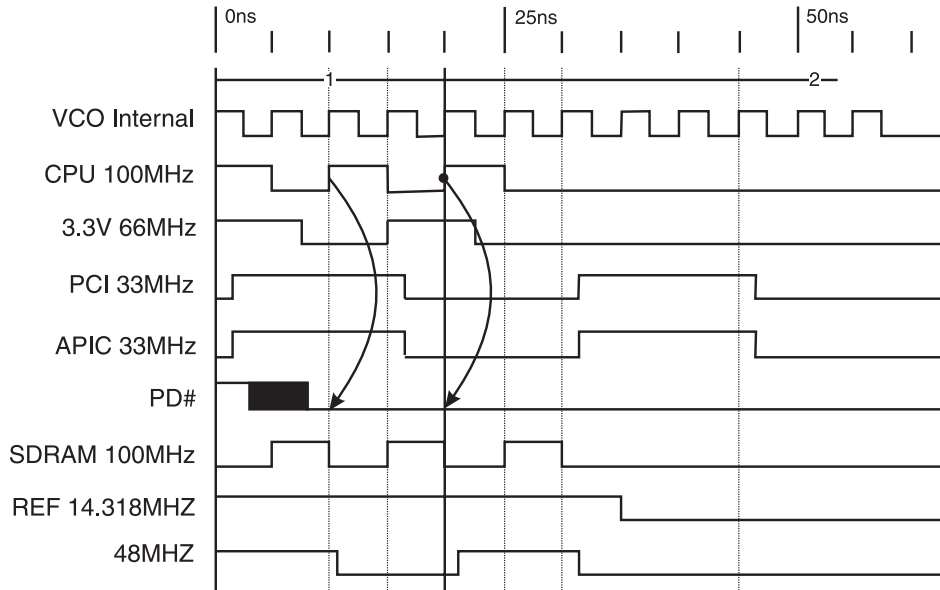 0ns 25ns 50ns
1 2
VCO Internal
CPU 100MHz
3.3V 66MHz
PCI 33MHz
APIC 33MHz
PD#
SDRAM 100MHz
REF 14.318MHZ
48MHZ